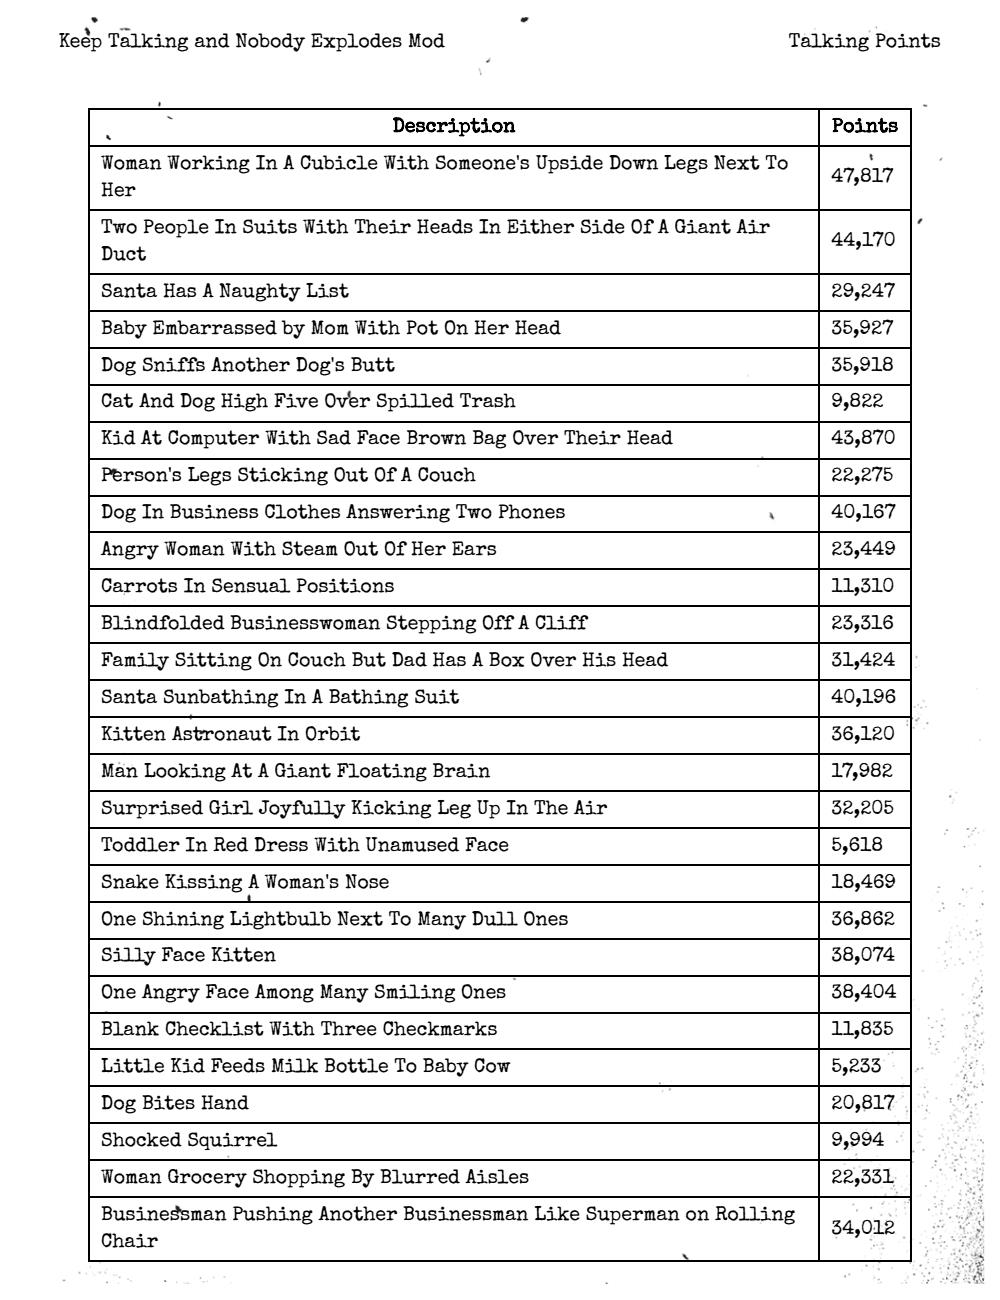 Keep Talking and Nobody Explodes Mod Talking Points
Description Points
Woman Working In A Cubicle With Someone's Upside Down Legs Next To
Her 47,817
Two People In Suits With Their Heads In Either Side Of A Giant Air
Duct 44,170
Santa Has A Naughty List 29,247
Baby Embarrassed by Mom With Pot On Her Head 35,927
Dog Sniffs Another Dog's Butt 35,918
Cat And Dog High Five Over Spilled Trash 9,822
Kid At Computer With Sad Face Brown Bag Over Their Head 43,870
Person's Legs Sticking Out Of A Couch 22,275
Dog In Business Clothes Answering Two Phones 40,167
Angry Woman With Steam Out Of Her Ears 23,449
Carrots In Sensual Positions 11,310
Blindfolded Businesswoman Stepping Off A Cliff 23,316
Family Sitting On Couch But Dad Has A Box Over His Head 31,424
Santa Sunbathing In A Bathing Suit 40,196
Kitten Astronaut In Orbit 36,120
Man Looking At A Giant Floating Brain 17,982
Surprised Girl Joyfully Kicking Leg Up In The Air 32,205
Toddler In Red Dress With Unamused Face 5,618
Snake Kissing A Woman's Nose 18,469
One Shining Lightbulb Next To Many Dull Ones 36,862
Silly Face Kitten 38,074
One Angry Face Among Many Smiling Ones 38,404
Blank Checklist With Three Checkmarks 11,835
Little Kid Feeds Milk Bottle To Baby Cow 5,233
Dog Bites Hand 20,817
Shocked Squirrel 9,994
Woman Grocery Shopping By Blurred Aisles 22,331
Businessman Pushing Another Businessman Like Superman on Rolling
Chair 34,012